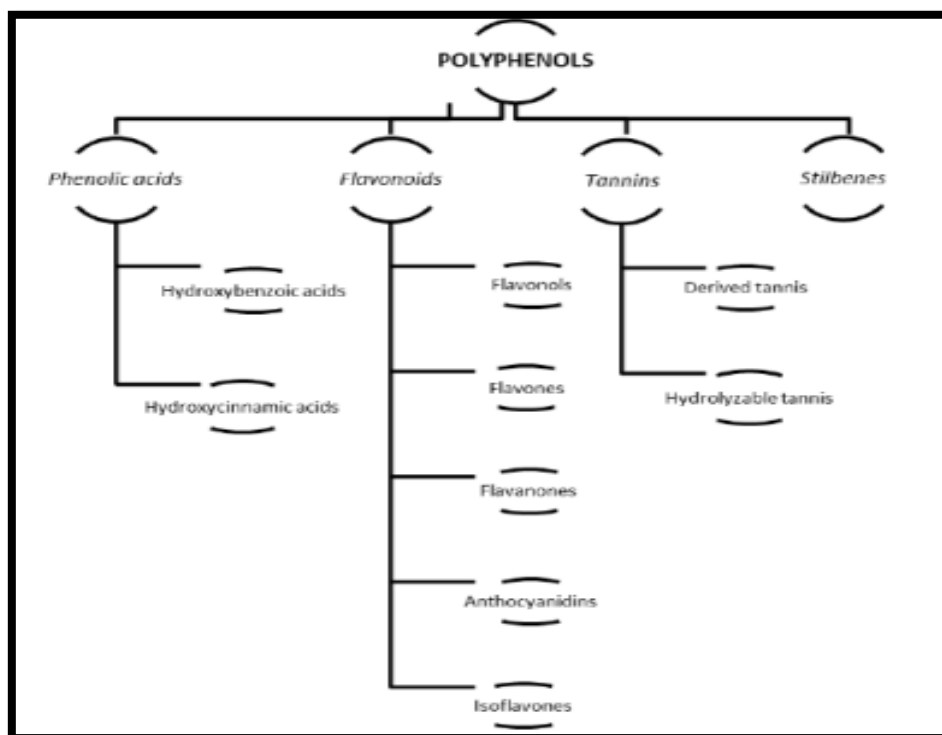 POLYPHENOLS
Phenolic acids
Flavonoids
Tannins
Stilbenes
Hydroxybenzoic acids
Hydroxycinnamic acids
Flavonols
Flavones
Flavanones
Anthocyanidins
Isoflavones
Derived tannis
Hydrolyzable tannis